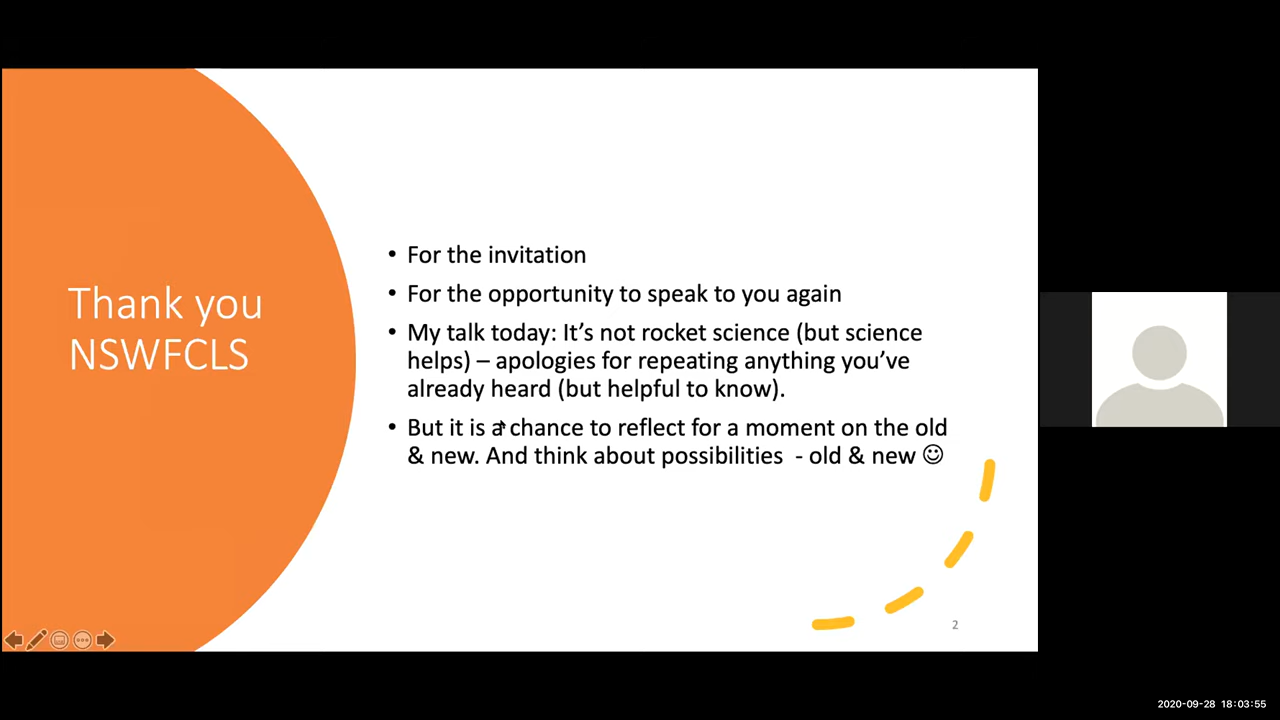 Thank you
NSWFCLS
• For the invitation
• For the opportunity to speak to you again
• My talk today: It’s not rocket science (but science
helps) – apologies for repeating anything you’ve
already heard (but helpful to know).
• But it is a chance to reflect for a moment on the old
& new. And think about possibilities - old & new ☺
2
2020-09-28 18:03:55